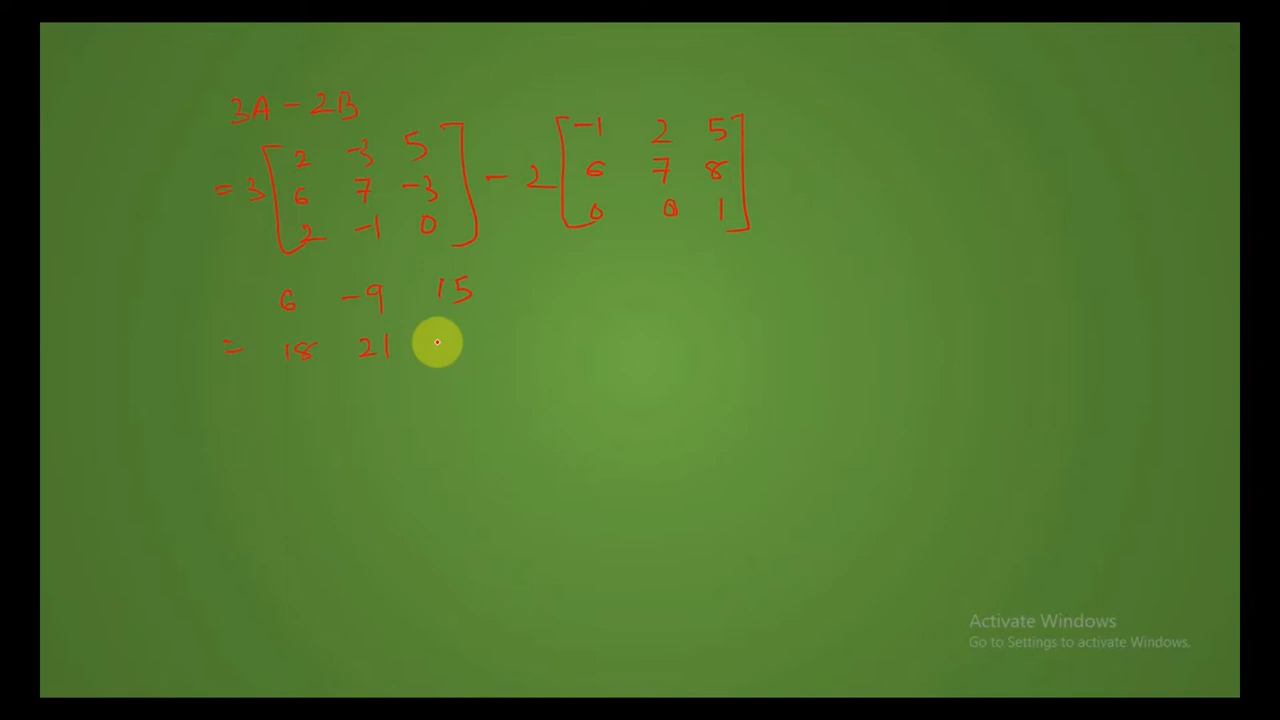 3A - 2B
= 3 [ 2 -3 5 ] - 2 [ -1 2 5 ]
[ 6 7 -3 ] [ 6 7 8 ]
[ 2 -1 0 ] [ 0 0 1 ]
6 -9 15
= 18 21
Activate Windows
Go to Settings to activate Windows.